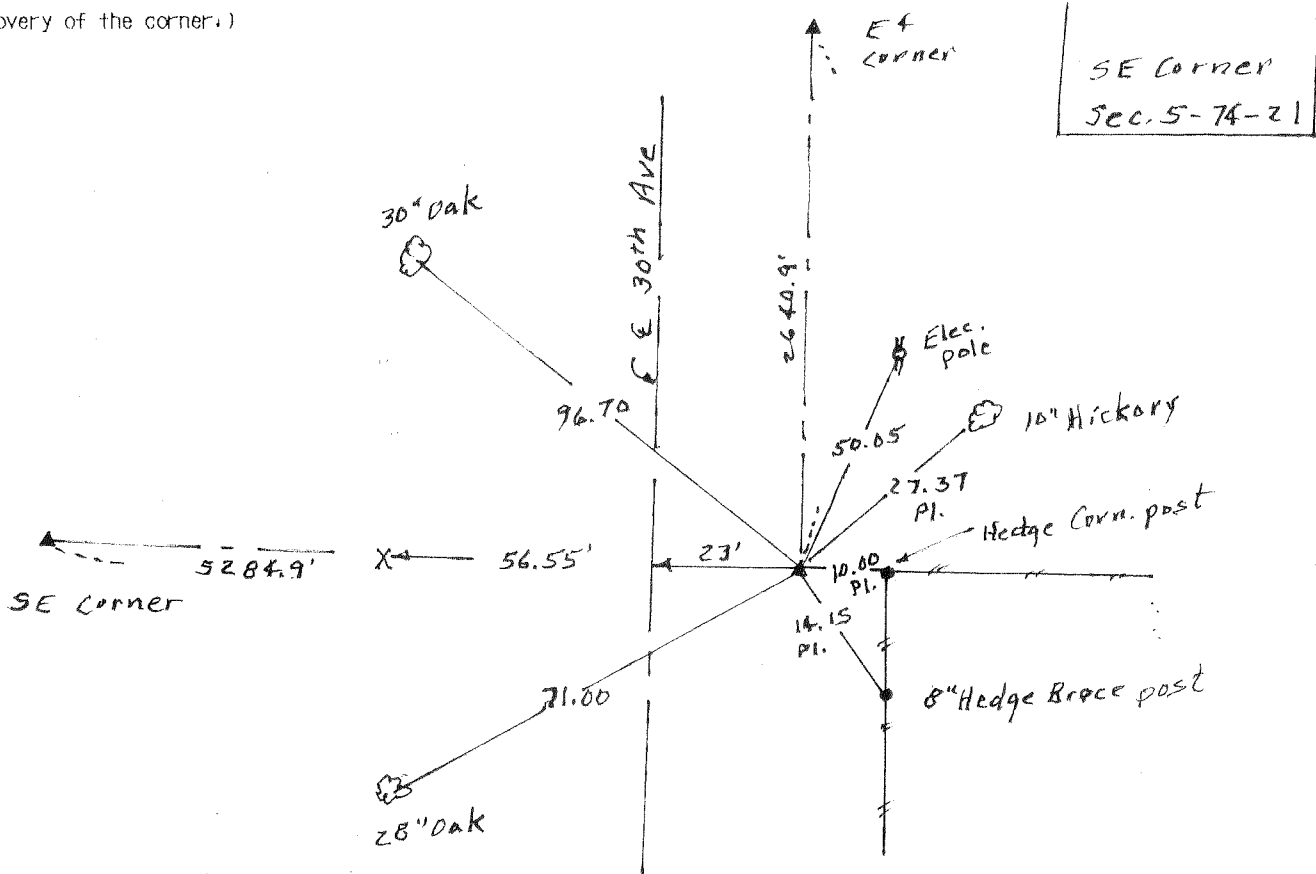 overy of the corner.)
E 4
corner
SE Corner
Sec. 5-74-21
30" Oak
℄ 30th Ave
2640.9'
Elec.
pole
10" Hickory
96.70
50.05
27.37
Pl.
Hedge Corn. post
5284.9'
X
56.55'
23'
10.00
Pl.
SE Corner
14.15
Pl.
8" Hedge Brace post
71.00
28" Oak